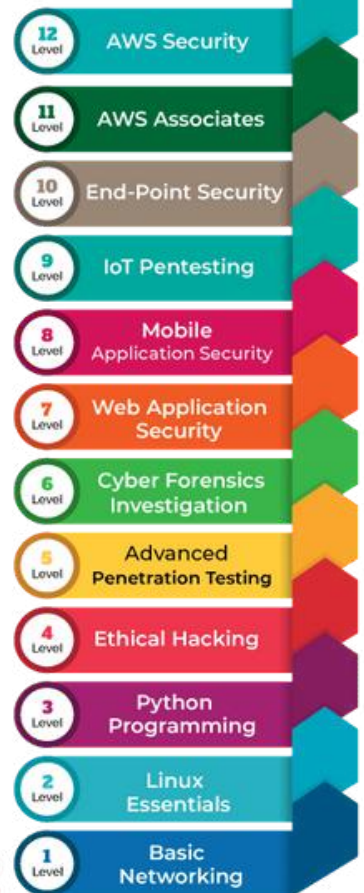 12
Level
AWS Security
11
Level
AWS Associates
10
Level
End-Point Security
9
Level
IoT Pentesting
8
Level
Mobile
Application Security
7
Level
Web Application
Security
6
Level
Cyber Forensics
Investigation
5
Level
Advanced
Penetration Testing
4
Level
Ethical Hacking
3
Level
Python
Programming
2
Level
Linux
Essentials
1
Level
Basic
Networking